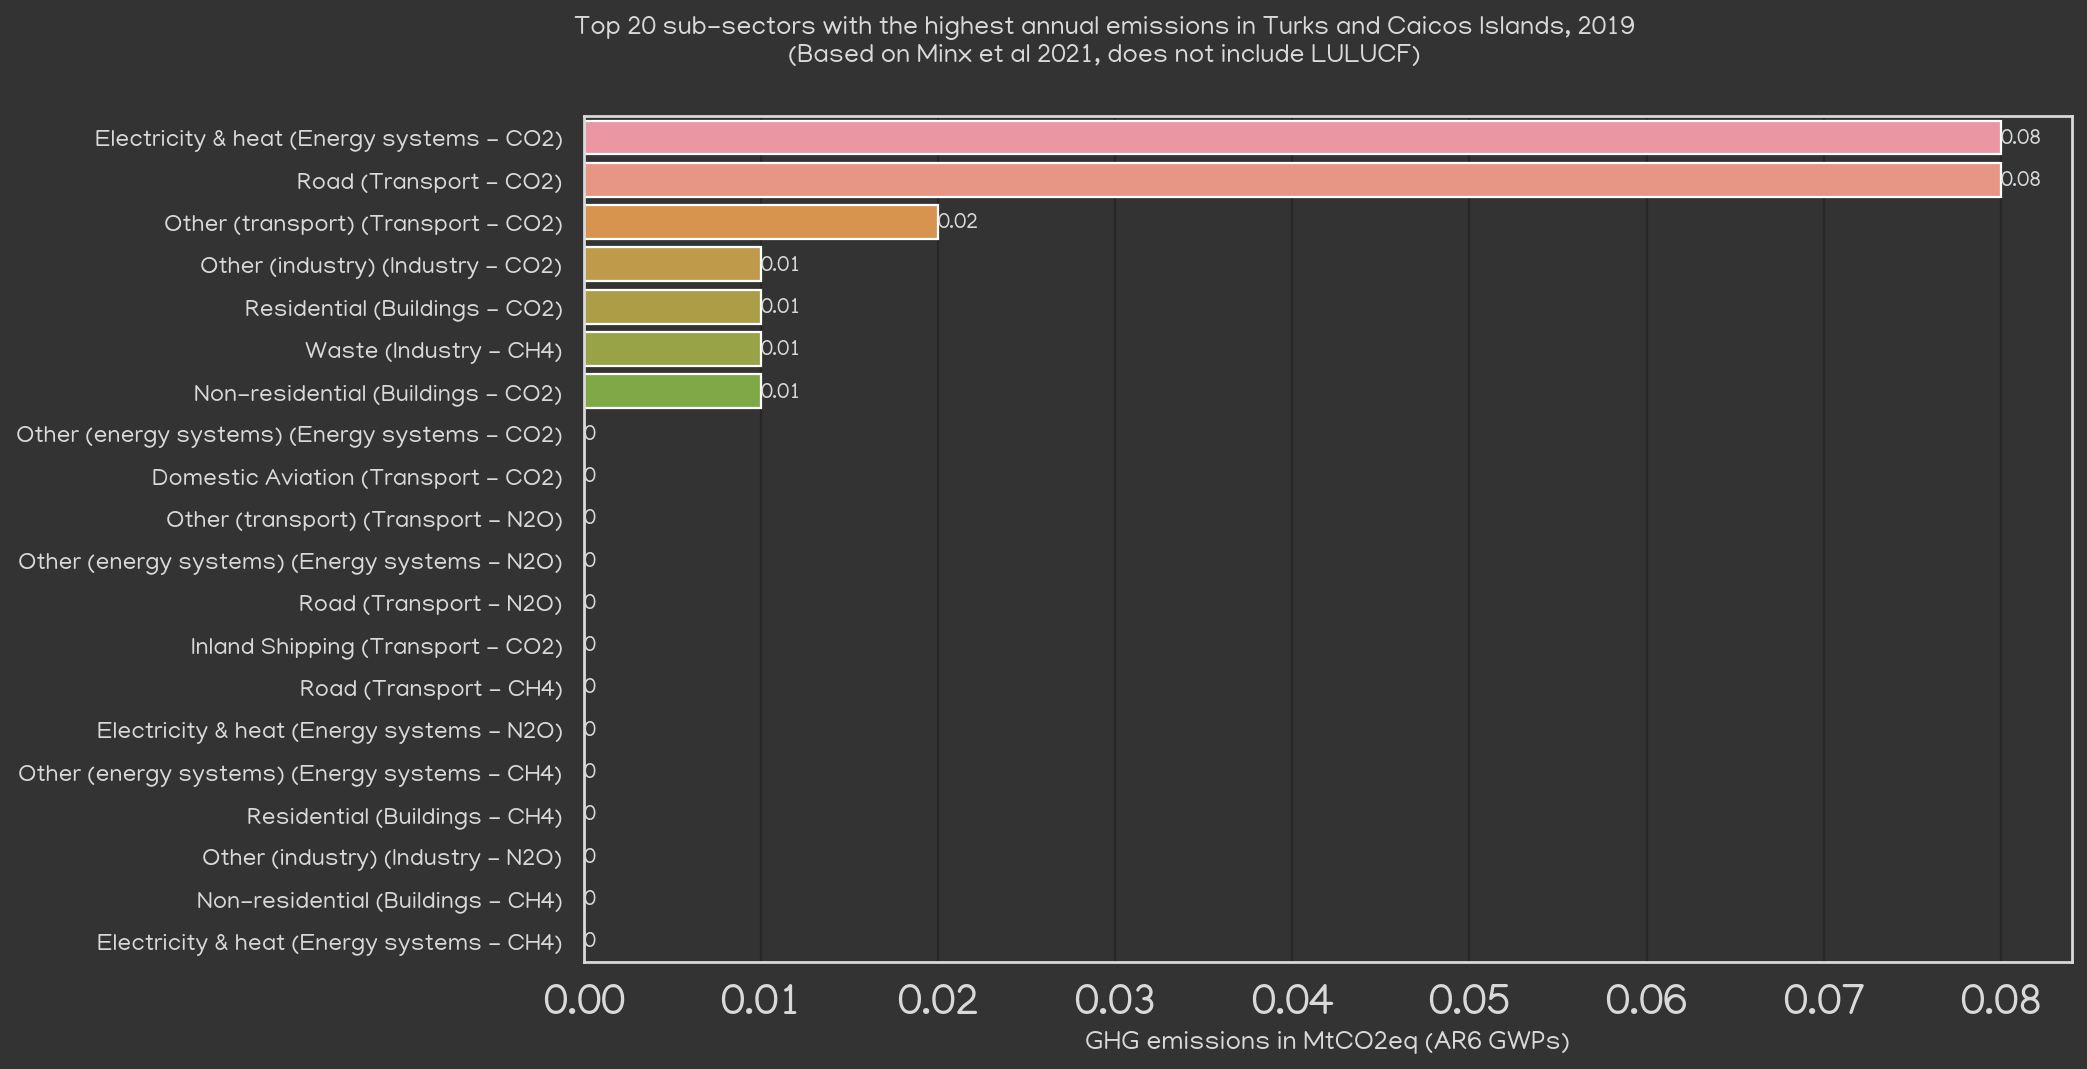 Top 20 sub-sectors with the highest annual emissions in Turks and Caicos Islands, 2019
(Based on Minx et al 2021, does not include LULUCF)
Electricity & heat (Energy systems - CO2) 0.08
Road (Transport - CO2) 0.08
Other (transport) (Transport - CO2) 0.02
Other (industry) (Industry - CO2) 0.01
Residential (Buildings - CO2) 0.01
Waste (Industry - CH4) 0.01
Non-residential (Buildings - CO2) 0.01
Other (energy systems) (Energy systems - CO2) 0
Domestic Aviation (Transport - CO2) 0
Other (transport) (Transport - N2O) 0
Other (energy systems) (Energy systems - N2O) 0
Road (Transport - N2O) 0
Inland Shipping (Transport - CO2) 0
Road (Transport - CH4) 0
Electricity & heat (Energy systems - N2O) 0
Other (energy systems) (Energy systems - CH4) 0
Residential (Buildings - CH4) 0
Other (industry) (Industry - N2O) 0
Non-residential (Buildings - CH4) 0
Electricity & heat (Energy systems - CH4) 0
0.00 0.01 0.02 0.03 0.04 0.05 0.06 0.07 0.08
GHG emissions in MtCO2eq (AR6 GWPs)